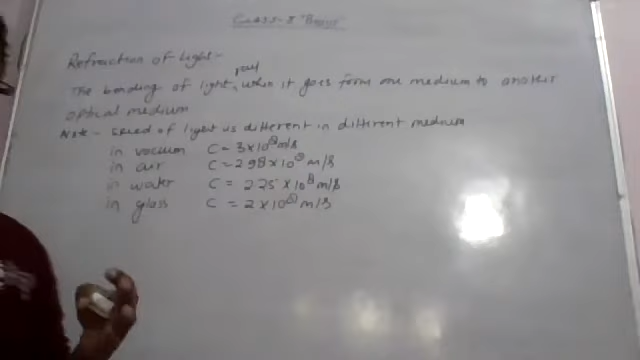 Class-X
Refraction of light-
The bending of light ray, when it goes form one medium to another
optical medium
Note - speed of light is different in different medium
in vacuum C = 3×10⁸ m/s
in air C = 2.98×10⁸ m/s
in water C = 2.25×10⁸ m/s
in glass C = 2×10⁸ m/s